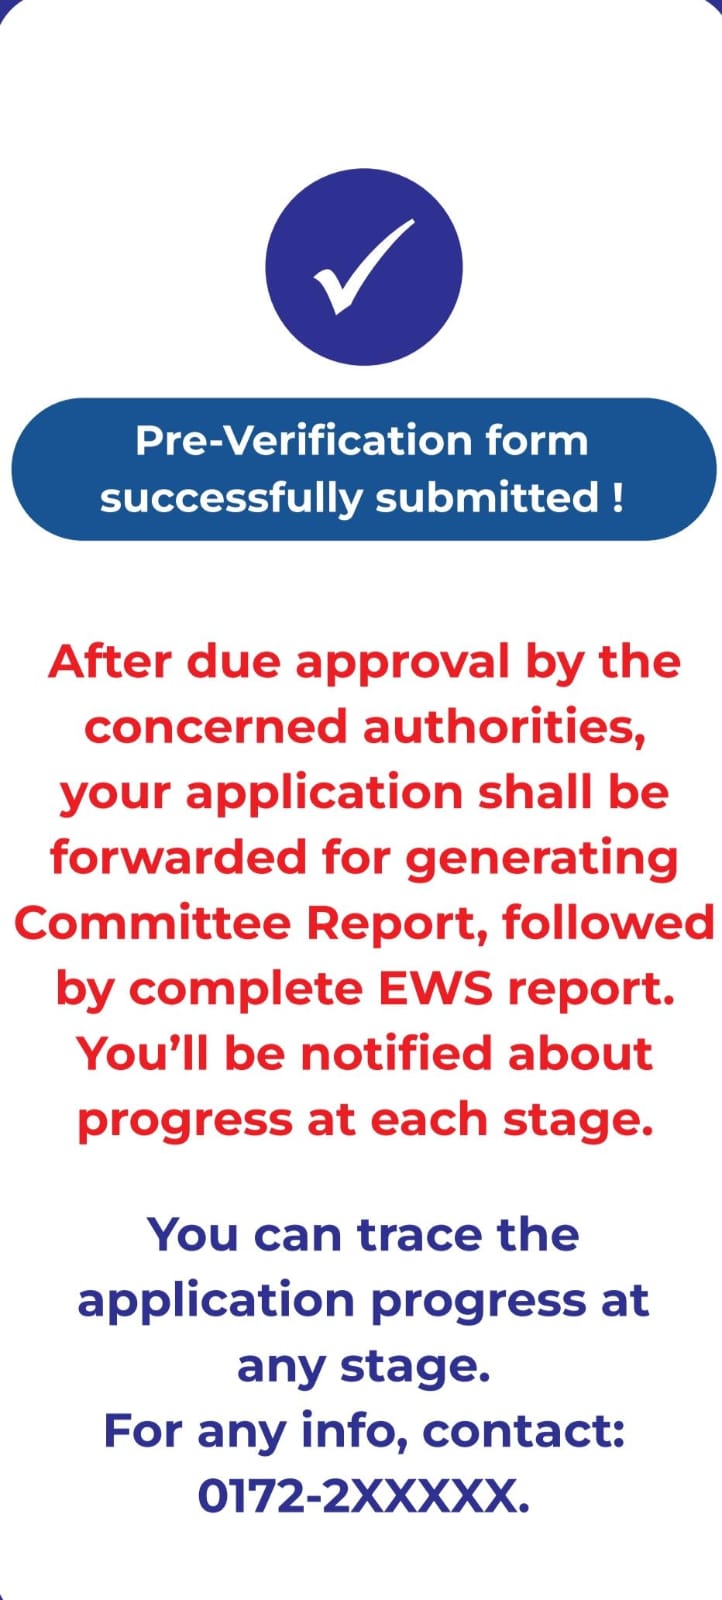 Pre-Verification form
successfully submitted !
After due approval by the
concerned authorities,
your application shall be
forwarded for generating
Committee Report, followed
by complete EWS report.
You’ll be notified about
progress at each stage.
You can trace the
application progress at
any stage.
For any info, contact:
0172-2XXXXX.